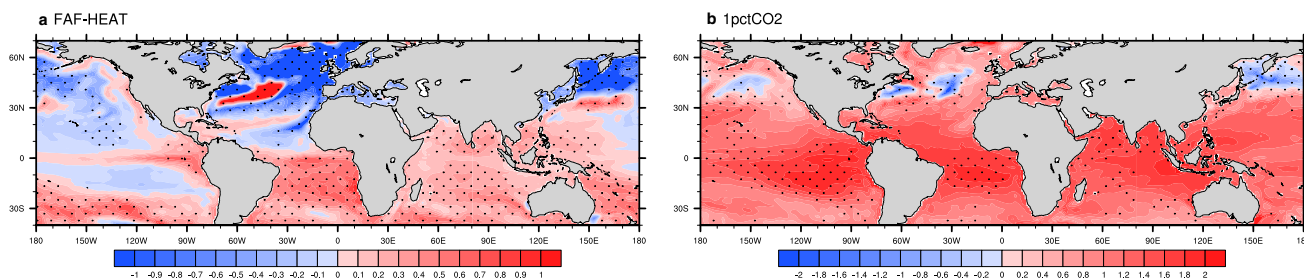 a FAF-HEAT
b 1pctCO2
60N
30N
0
30S
180 150W 120W 90W 60W 30W 0 30E 60E 90E 120E 150E 180
-1 -0.9 -0.8 -0.7 -0.6 -0.5 -0.4 -0.3 -0.2 -0.1 0 0.1 0.2 0.3 0.4 0.5 0.6 0.7 0.8 0.9 1
60N
30N
0
30S
180 150W 120W 90W 60W 30W 0 30E 60E 90E 120E 150E 180
-2 -1.8 -1.6 -1.4 -1.2 -1 -0.8 -0.6 -0.4 -0.2 0 0.2 0.4 0.6 0.8 1 1.2 1.4 1.6 1.8 2